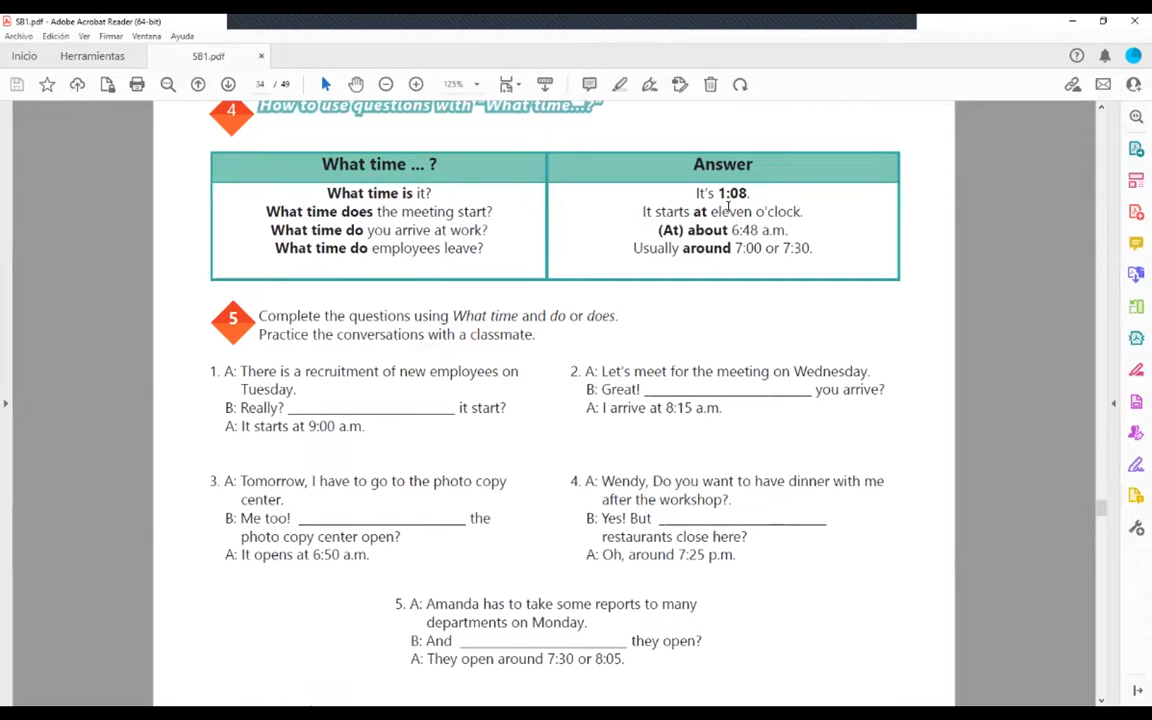 SB1.pdf - Adobe Acrobat Reader (64-bit)
Archivo Edición Ver Firmar Ventana Ayuda
Inicio Herramientas SB1.pdf ×
34 / 49 125%
4 How to use questions with "What time...?"
What time ... ? Answer
What time is it? It's 1:08.
What time does the meeting start? It starts at eleven o'clock.
What time do you arrive at work? (At) about 6:48 a.m.
What time do employees leave? Usually around 7:00 or 7:30.
5 Complete the questions using What time and do or does.
Practice the conversations with a classmate.
1. A: There is a recruitment of new employees on
Tuesday.
B: Really? ____________________ it start?
A: It starts at 9:00 a.m.
2. A: Let's meet for the meeting on Wednesday.
B: Great! ____________________ you arrive?
A: I arrive at 8:15 a.m.
3. A: Tomorrow, I have to go to the photo copy
center.
B: Me too! ____________________ the
photo copy center open?
A: It opens at 6:50 a.m.
4. A: Wendy, Do you want to have dinner with me
after the workshop?.
B: Yes! But ____________________
restaurants close here?
A: Oh, around 7:25 p.m.
5. A: Amanda has to take some reports to many
departments on Monday.
B: And ____________________ they open?
A: They open around 7:30 or 8:05.